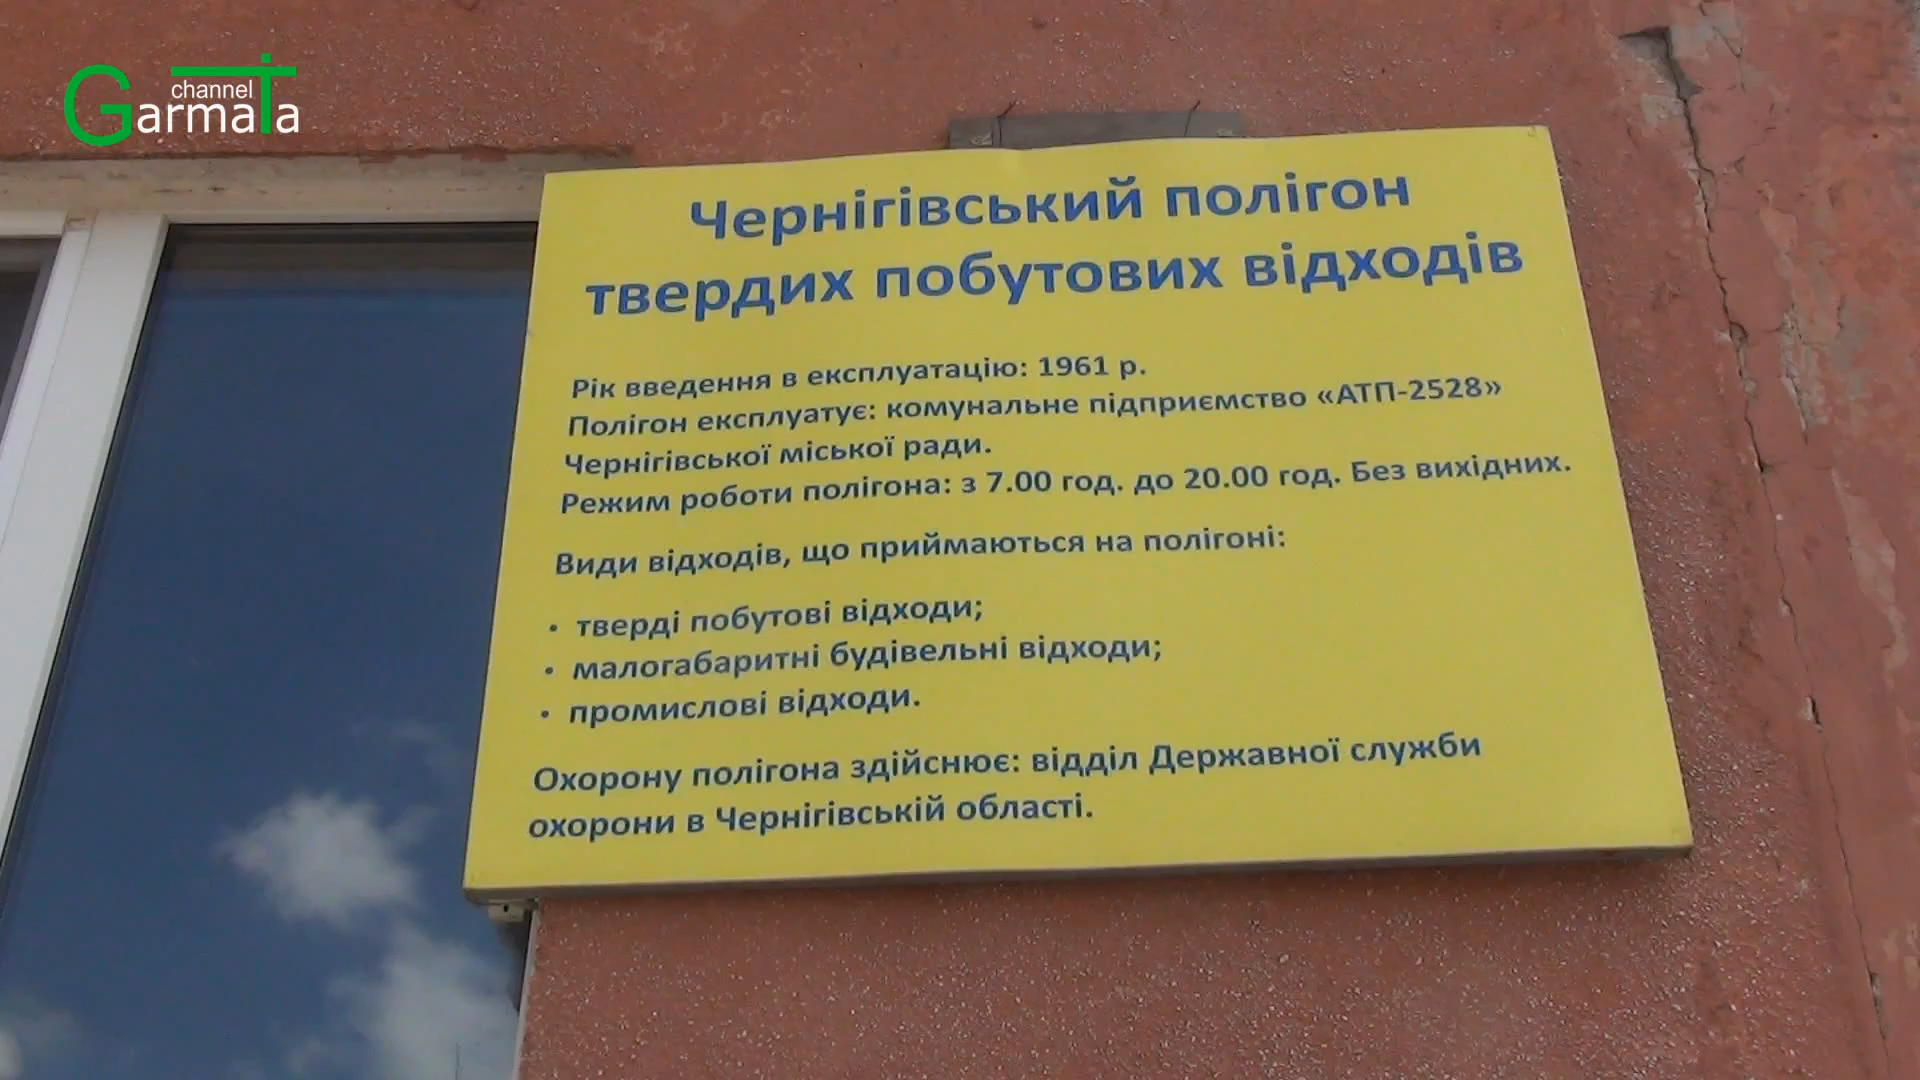 channel
GarmaTa
Чернігівський полігон
твердих побутових відходів
Рік введення в експлуатацію: 1961 р.
Полігон експлуатує: комунальне підприємство «АТП-2528»
Чернігівської міської ради.
Режим роботи полігона: з 7.00 год. до 20.00 год. Без вихідних.
Види відходів, що приймаються на полігоні:
• тверді побутові відходи;
• малогабаритні будівельні відходи;
• промислові відходи.
Охорону полігона здійснює: відділ Державної служби
охорони в Чернігівській області.